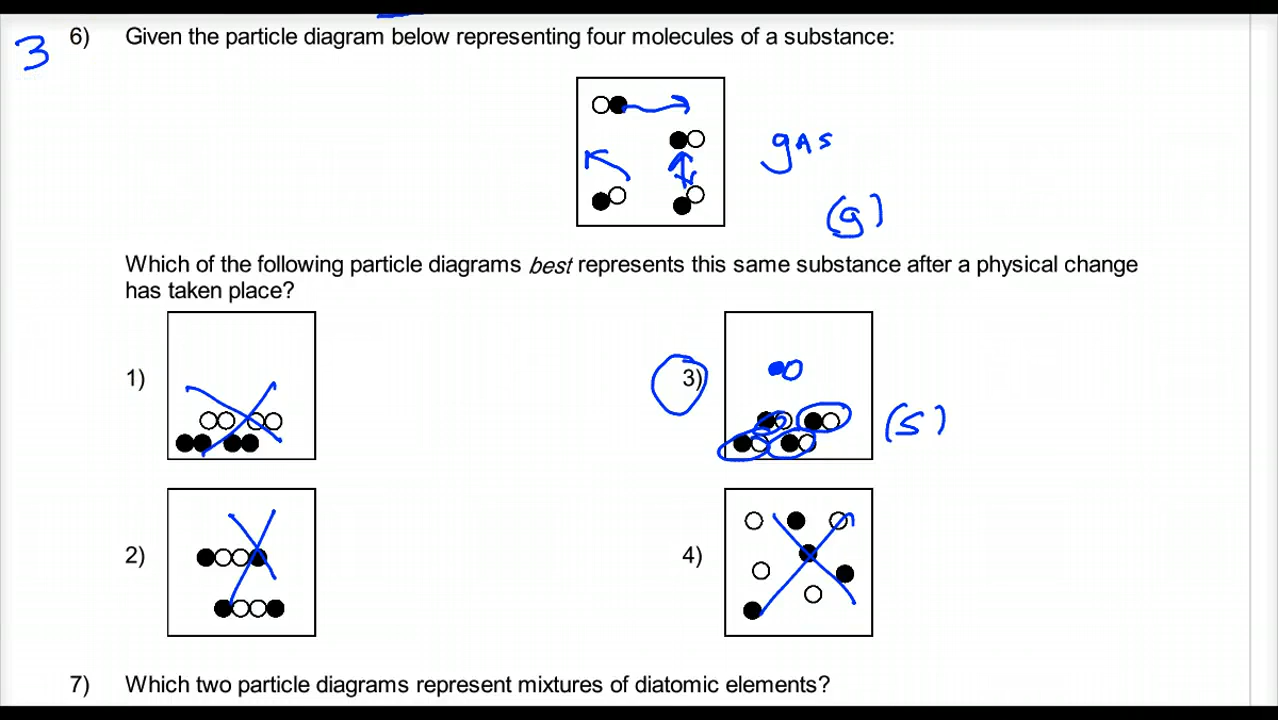 3
6) Given the particle diagram below representing four molecules of a substance:
gAs
(g)
Which of the following particle diagrams best represents this same substance after a physical change
has taken place?
1)
3)
(s)
2)
4)
7) Which two particle diagrams represent mixtures of diatomic elements?